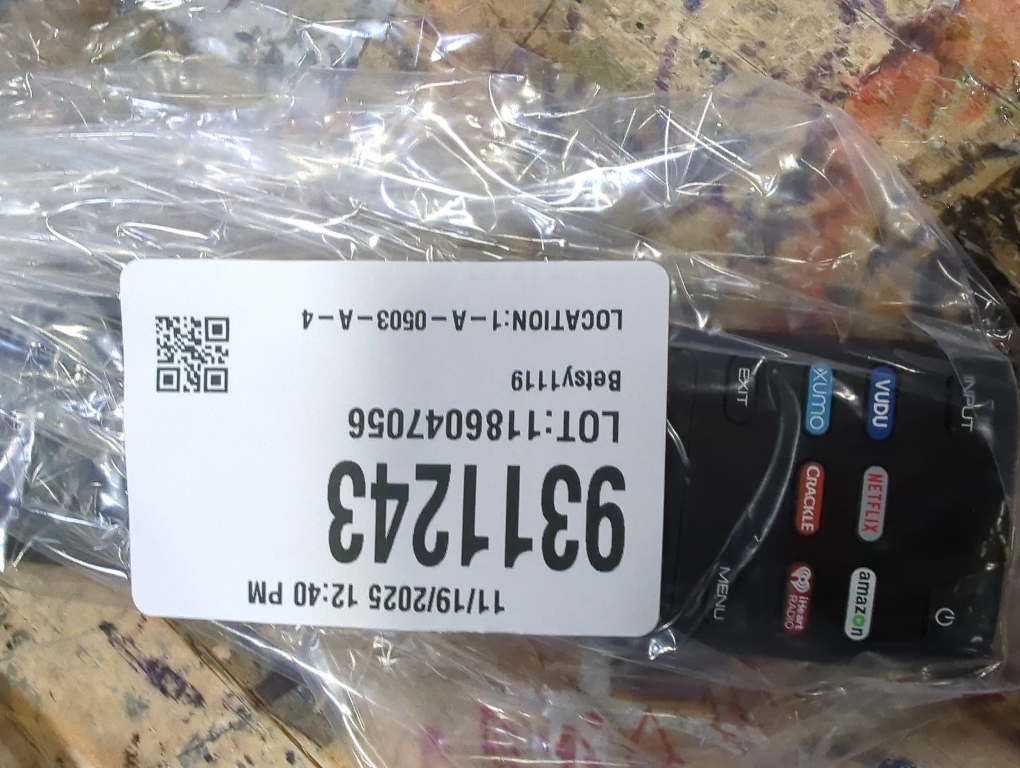 11/19/2025 12:40 PM
9311243
LOT:1186047056
Betsy1119
LOCATION:1-A-0503-A-4
INPUT
VUDU
NETFLIX
amazon
XUMO
CRACKLE
iHeart
RADIO
EXIT
MENU